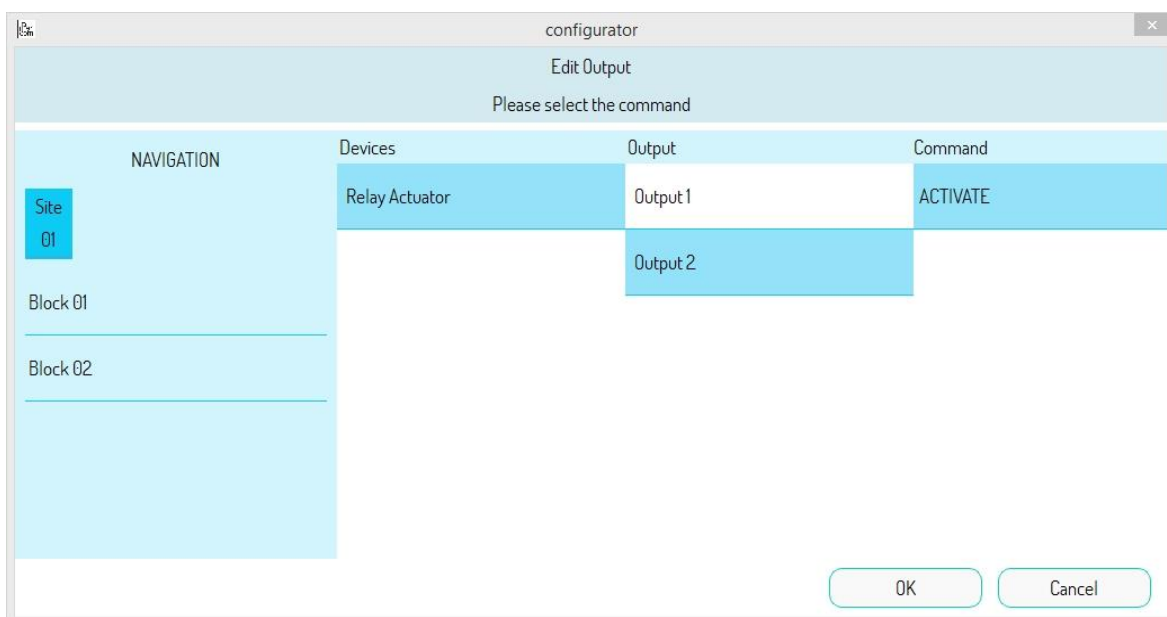 configurator
Edit Output
Please select the command
NAVIGATION
Site
01
Block 01
Block 02
Devices
Output
Command
Relay Actuator
Output 1
ACTIVATE
Output 2
OK
Cancel